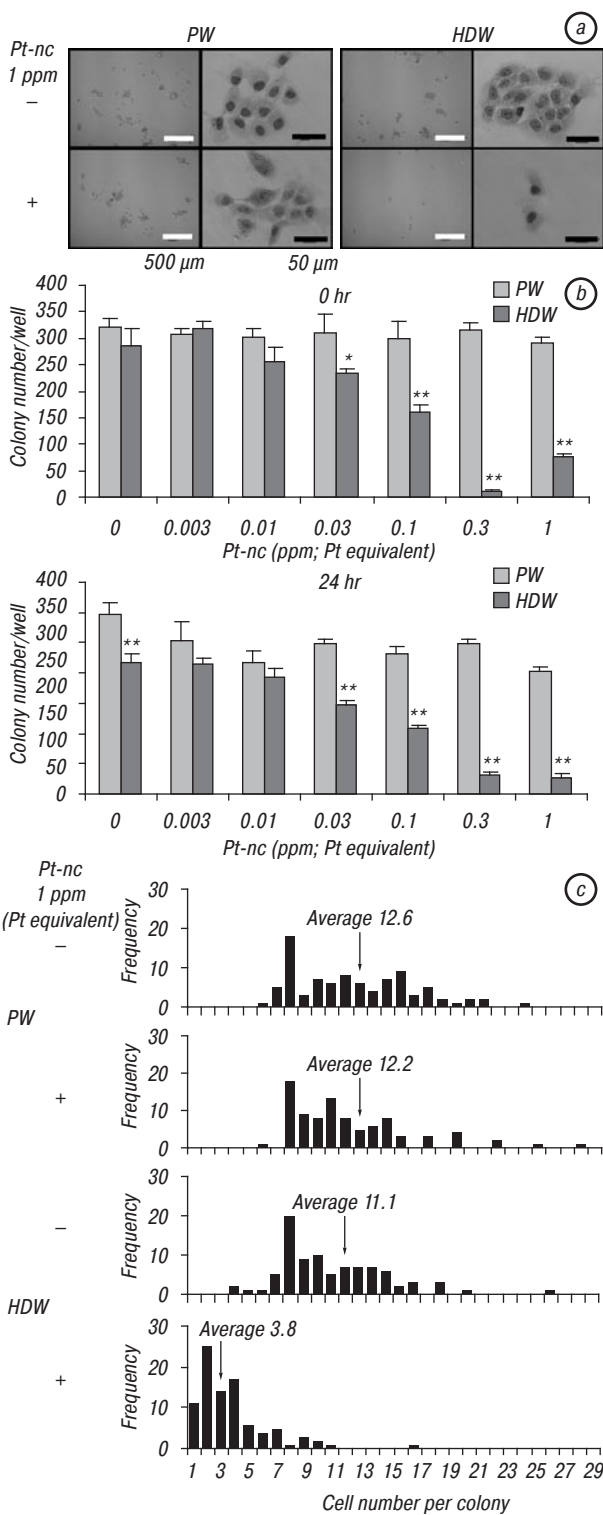 Pt-nc
1 ppm
PW
HDW
a
–
+
500 µm
50 µm
b
0 hr
PW
HDW
Colony number/well
400
350
300
250
200
150
100
50
0
*
**
**
**
0 0.003 0.01 0.03 0.1 0.3 1
Pt-nc (ppm; Pt equivalent)
24 hr
PW
HDW
Colony number/well
400
350
300
250
200
150
100
50
0
**
**
**
**
**
0 0.003 0.01 0.03 0.1 0.3 1
Pt-nc (ppm; Pt equivalent)
c
Pt-nc
1 ppm
(Pt equivalent)
–
Frequency
30
20
10
0
Average 12.6
PW
+
Frequency
30
20
10
0
Average 12.2
–
Frequency
30
20
10
0
Average 11.1
HDW
+
Frequency
30
20
10
0
Average 3.8
1 3 5 7 9 11 13 15 17 19 21 23 25 27 29
Cell number per colony